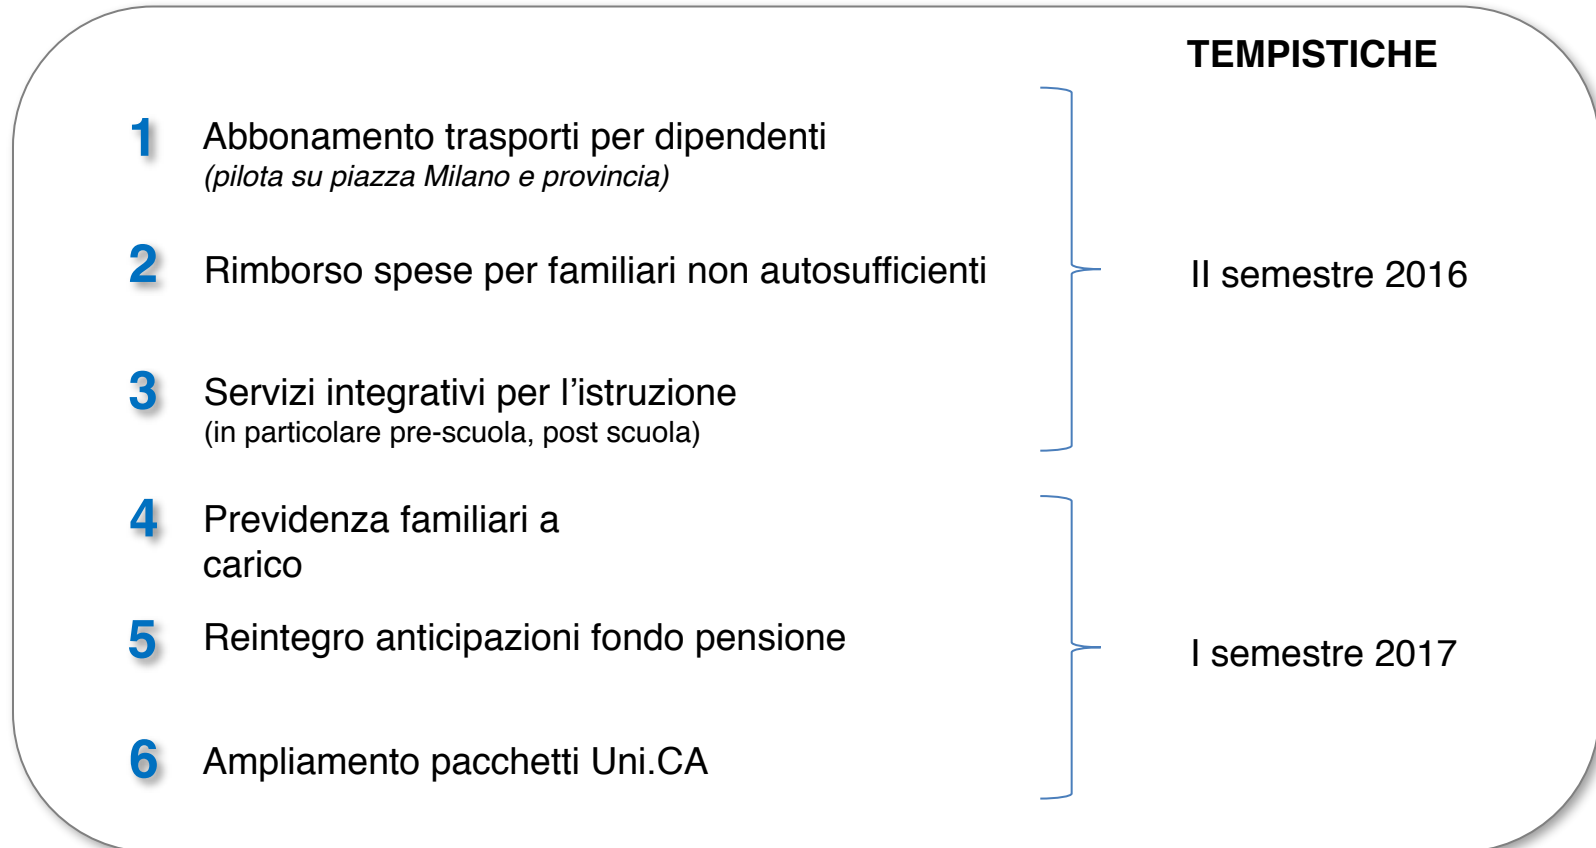 TEMPISTICHE
1 Abbonamento trasporti per dipendenti
(pilota su piazza Milano e provincia)
2 Rimborso spese per familiari non autosufficienti
II semestre 2016
3 Servizi integrativi per l'istruzione
(in particolare pre-scuola, post scuola)
4 Previdenza familiari a
carico
5 Reintegro anticipazioni fondo pensione
I semestre 2017
6 Ampliamento pacchetti Uni.CA